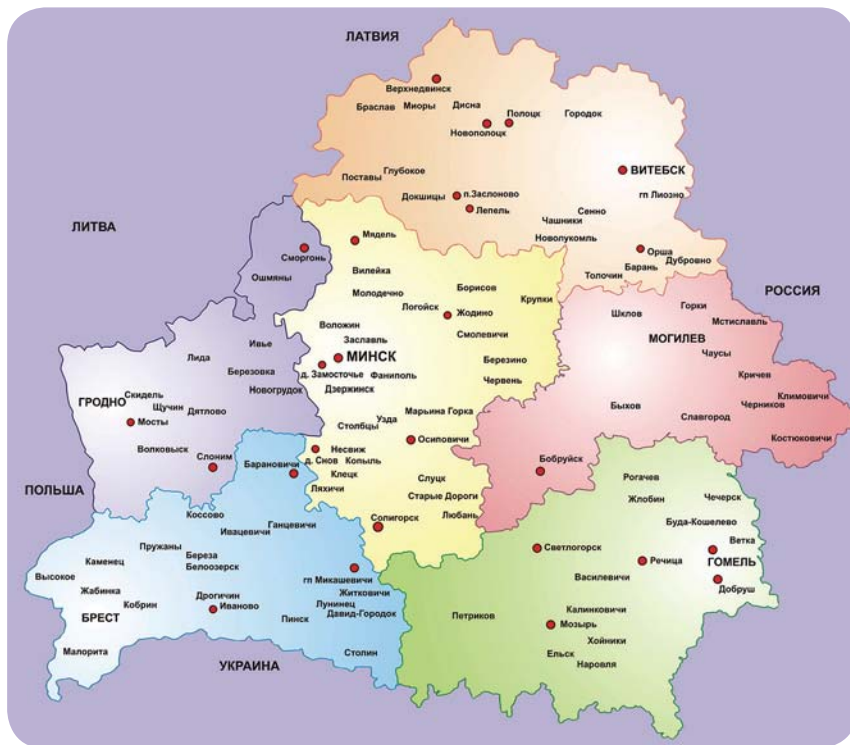 ЛАТВИЯ
Верхнедвинск
Браслав
Миоры
Дисна
Полоцк
Городок
Новополоцк
Глубокое
Поставы
ВИТЕБСК
Докшицы
п.Заслоново
гп Лиозно
Лепель
Сенно
Чашники
ЛИТВА
Мядель
Новолукомль
Сморгонь
Орша
Дубровно
Барань
Толочин
Ошмяны
Вилейка
Борисов
РОССИЯ
Молодечно
Крупки
Логойск
Жодино
Шклов
Горки
Мстиславль
Воложин
Заславль
Смолевичи
МОГИЛЕВ
Ивье
Лида
МИНСК
Чаусы
Березино
д. Замосточье
Фаниполь
Березовка
Кричев
Червень
Новогрудок
Дзержинск
Климовичи
ГРОДНО
Скидель
Щучин
Дятлово
Марьина Горка
Быхов
Славгород
Чериков
Мосты
Столбцы
Узда
Костюковичи
Осиповичи
Волковыск
Слоним
Несвиж
Барановичи
д. Снов
Копыль
Бобруйск
Клецк
Слуцк
Рогачев
ПОЛЬША
Ляхичи
Старые Дороги
Жлобин
Чечерск
Коссово
Ганцевичи
Солигорск
Любань
Буда-Кошелево
Ивацевичи
Ветка
Пружаны
Береза
Светлогорск
Речица
ГОМЕЛЬ
Каменец
Белоозерск
Высокое
гп Микашевичи
Василевичи
Добруш
Жабинка
Житковичи
Дрогичин
Кобрин
Иваново
Лунинец
Давид-Городок
Калинковичи
БРЕСТ
Пинск
Петриков
Мозырь
Хойники
Малорита
Столин
Ельск
УКРАИНА
Наровля